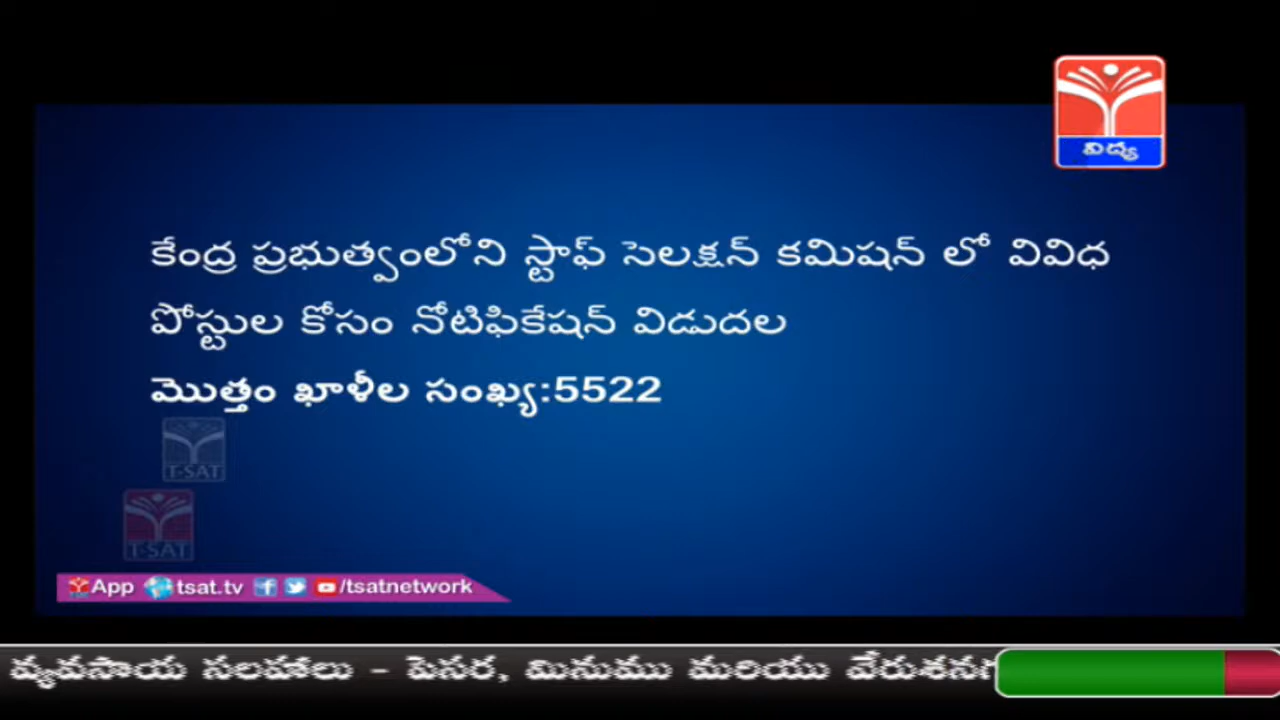 విద్య
కేంద్ర ప్రభుత్వంలోని స్టాఫ్ సెలక్షన్ కమిషన్ లో వివిధ
పోస్టుల కోసం నోటిఫికేషన్ విడుదల
మొత్తం ఖాళీల సంఖ్య:5522
T-SAT
T-SAT
App tsat.tv /tsatnetwork
వ్యవసాయ సలహాలు - పెసర, మినుము మరియు